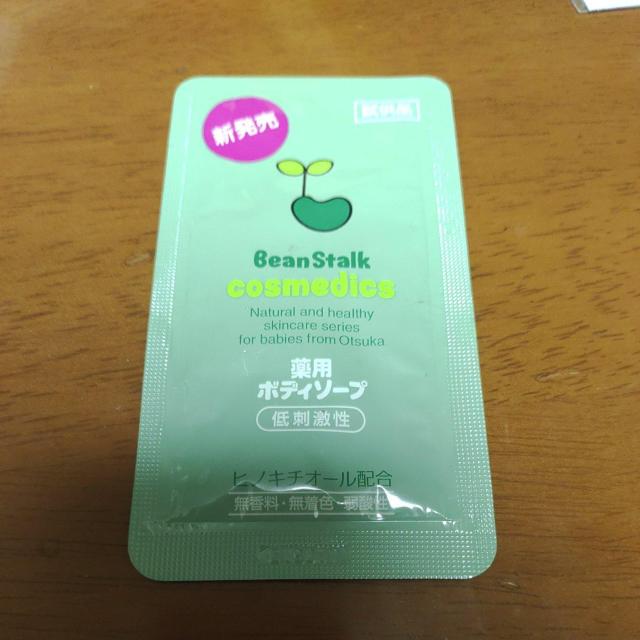 新発売
試供品
BeanStalk
cosmedics
Natural and healthy
skincare series
for babies from Otsuka
薬用
ボディソープ
低刺激性
ヒノキチオール配合
無香料・無着色・弱酸性